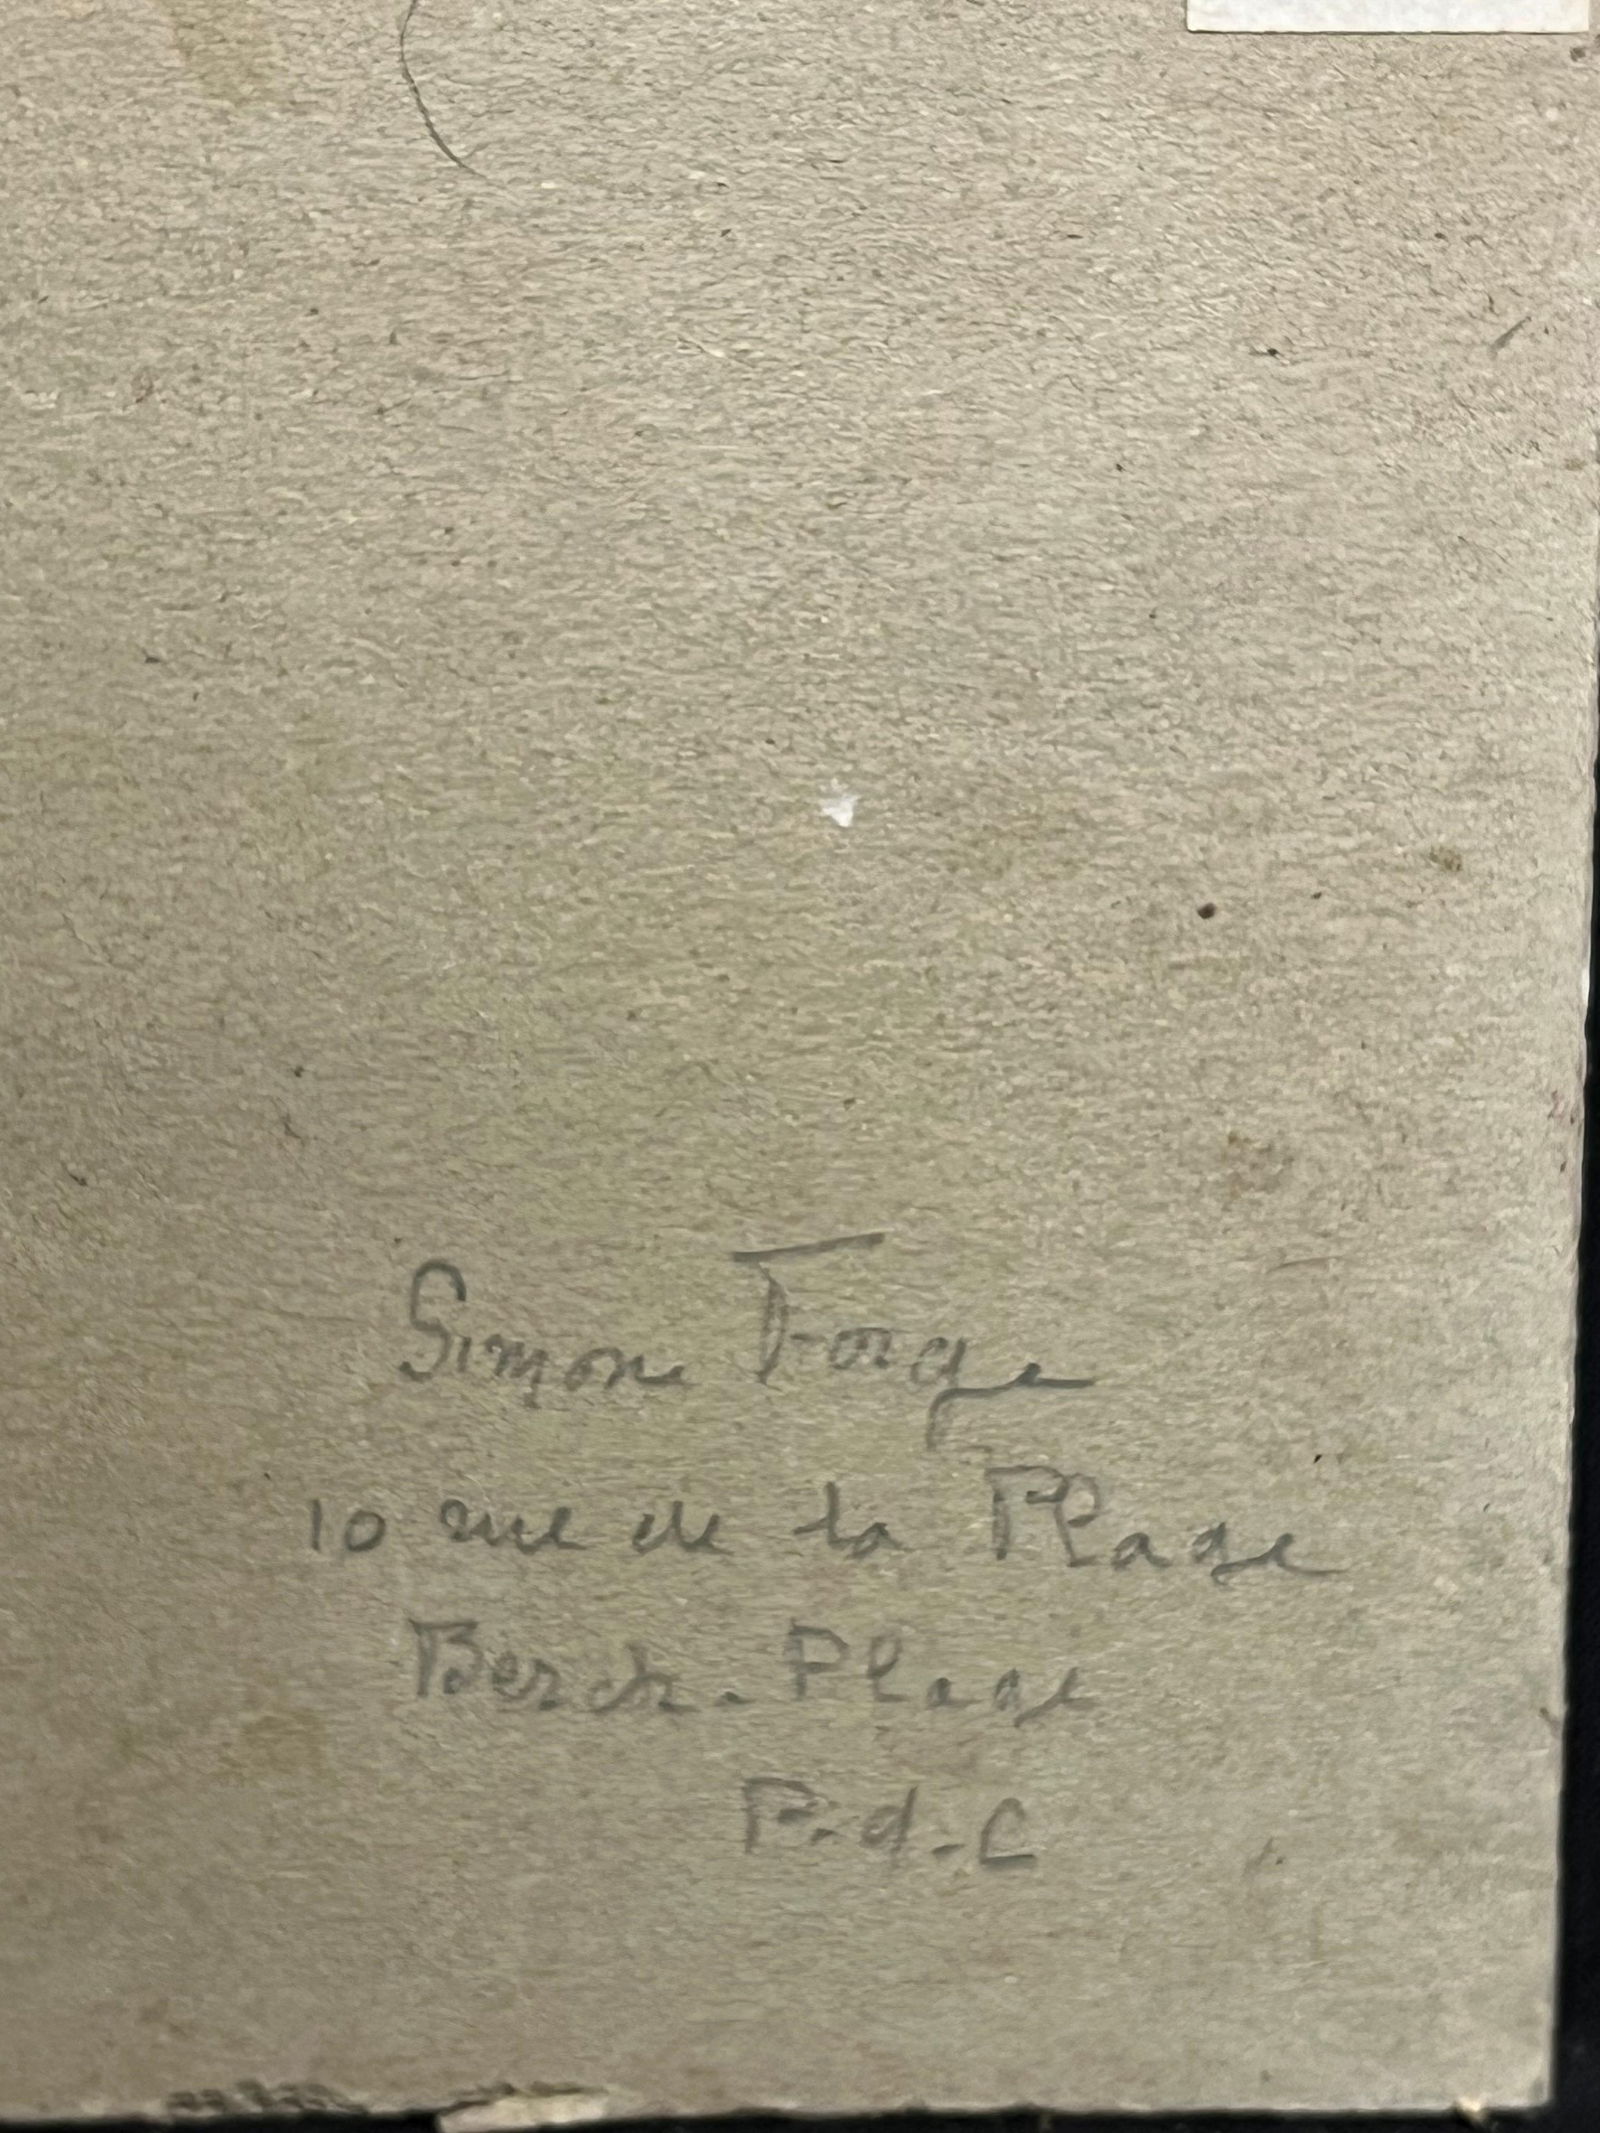 Simone Forge
10 rue de la Plage
Berck-Plage
P-d-C